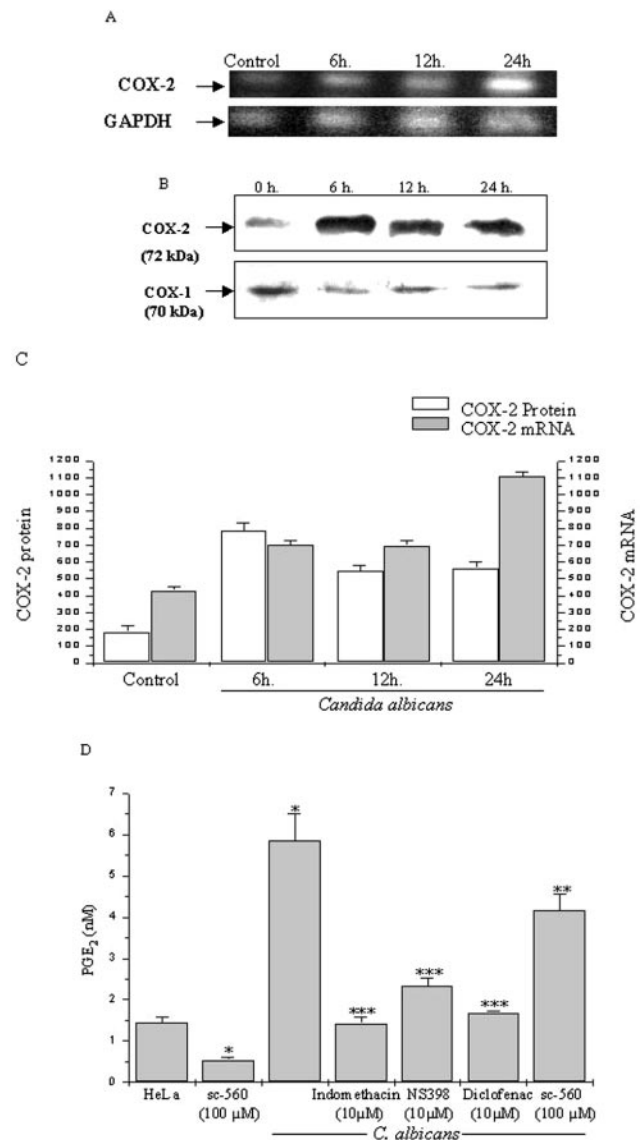 A
Control 6h. 12h. 24h
COX-2
GAPDH
B
0 h. 6 h. 12 h. 24 h.
COX-2
(72 kDa)
COX-1
(70 kDa)
C
COX-2 Protein
COX-2 mRNA
1200 1200
1100 1100
1000 1000
900 900
800 800
700 700
600 600
500 500
400 400
300 300
200 200
100 100
0 0
COX-2 protein
COX-2 mRNA
Control 6h. 12h. 24h
Candida albicans
D
7
6
5
4
3
2
1
0
PGE2 (nM)
*
*
***
***
***
**
HeLa sc-560 Indomethacin NS398 Diclofenac sc-560
(100 µM) (10µM) (10µM) (10µM) (100 µM)
C. albicans